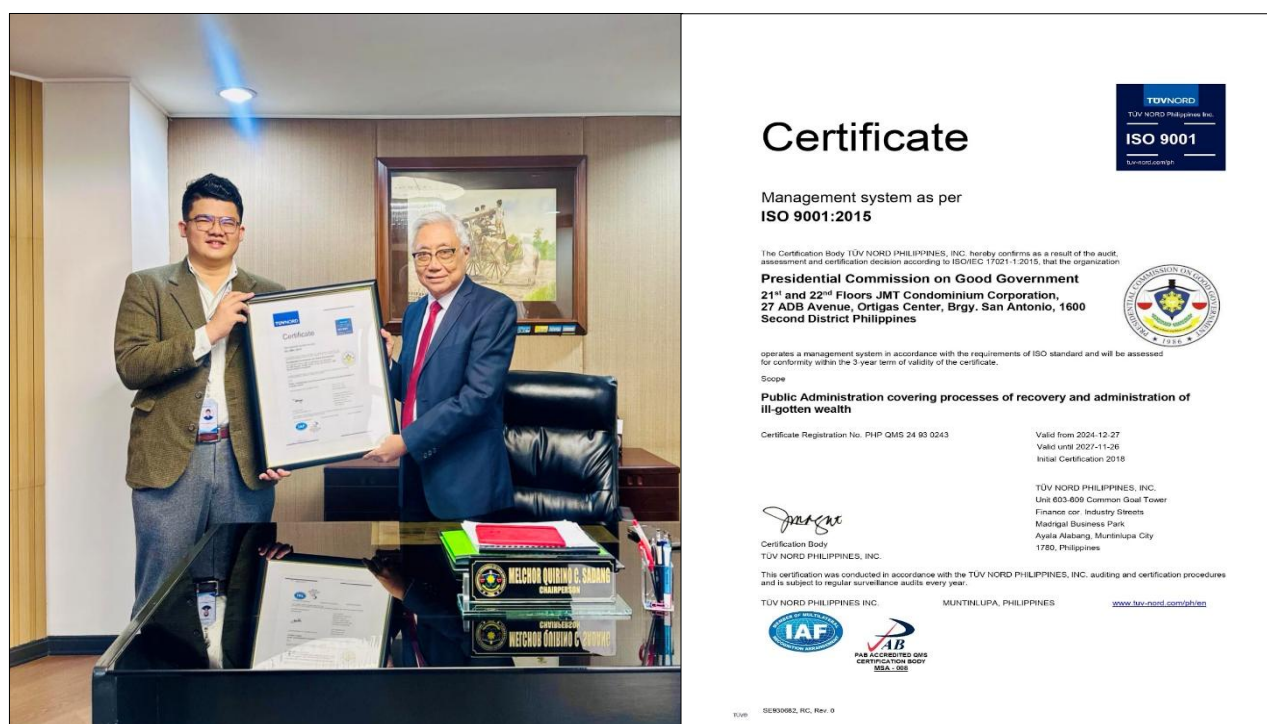 TÜVNORD
Certificate
MELCHOR QUIRINO C. SADANG
CHAIRPERSON
TÜVNORD
TÜV NORD Philippines Inc.
ISO 9001
tuv-nord.com/ph
Certificate
Management system as per
ISO 9001:2015
The Certification Body TÜV NORD PHILIPPINES, INC. hereby confirms as a result of the audit,
assessment and certification decision according to ISO/IEC 17021-1:2015, that the organization
Presidential Commission on Good Government
21st and 22nd Floors JMT Condominium Corporation,
27 ADB Avenue, Ortigas Center, Brgy. San Antonio, 1600
Second District Philippines
PRESIDENTIAL COMMISSION ON GOOD GOVERNMENT
1986
operates a management system in accordance with the requirements of ISO standard and will be assessed
for conformity within the 3-year term of validity of the certificate.
Scope
Public Administration covering processes of recovery and administration of
ill-gotten wealth
Certificate Registration No. PHP QMS 24 93 0243
Valid from 2024-12-27
Valid until 2027-11-26
Initial Certification 2018
TÜV NORD PHILIPPINES, INC.
Unit 603-609 Common Goal Tower
Finance cor. Industry Streets
Madrigal Business Park
Ayala Alabang, Muntinlupa City
1780, Philippines
Certification Body
TÜV NORD PHILIPPINES, INC.
This certification was conducted in accordance with the TÜV NORD PHILIPPINES, INC. auditing and certification procedures
and is subject to regular surveillance audits every year.
TÜV NORD PHILIPPINES INC. MUNTINLUPA, PHILIPPINES www.tuv-nord.com/ph/en
MEMBER OF MULTILATERAL
IAF
RECOGNITION ARRANGEMENT
PAB
PAB ACCREDITED QMS
CERTIFICATION BODY
MSA - 008
TÜV® SE930682, RC, Rev. 0